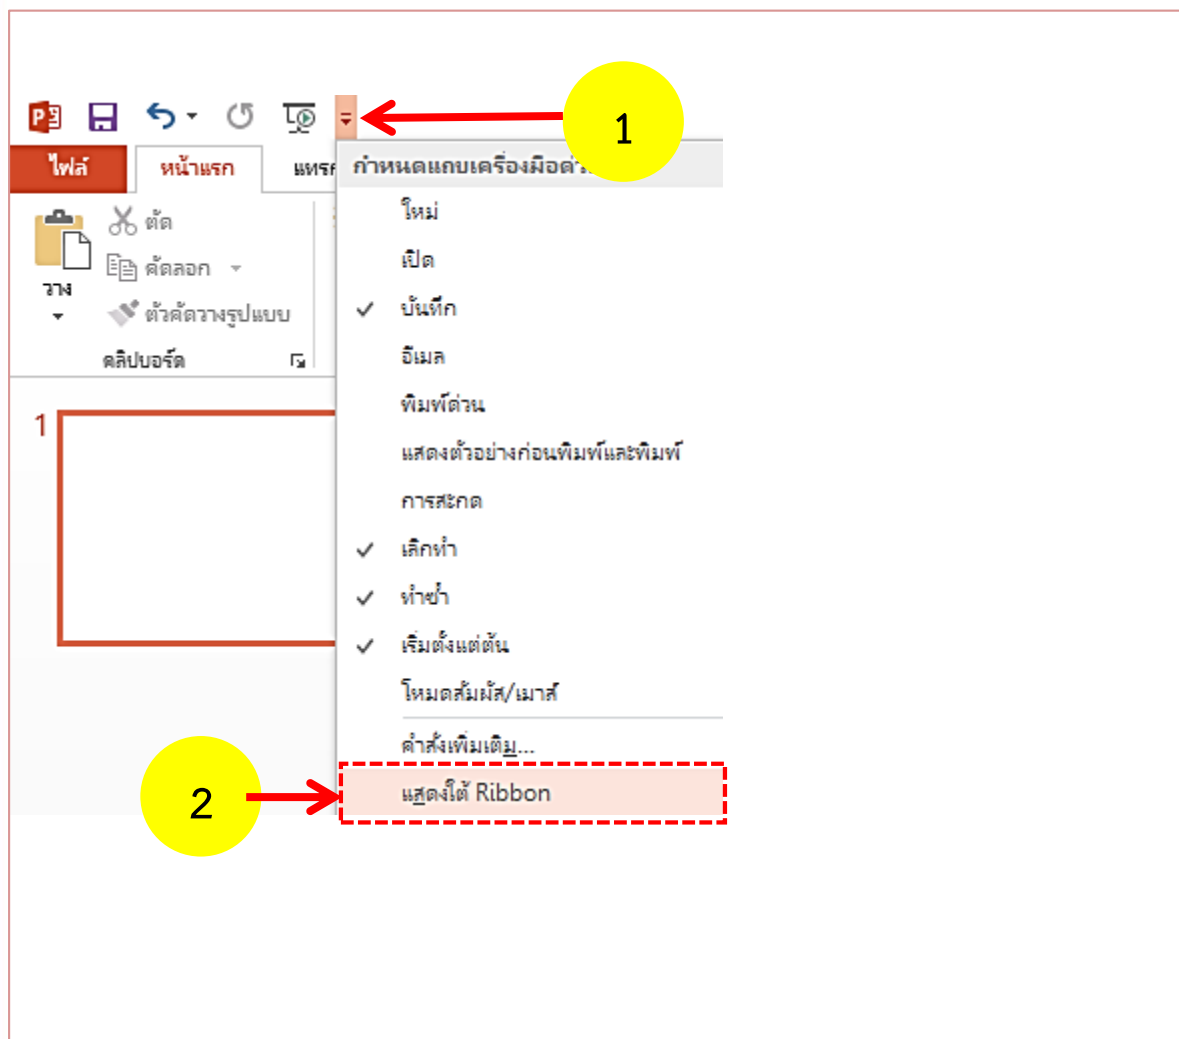 1
ไฟล์
หน้าแรก
กำหนดแถบเครื่องมือด่วน
ตัด
คัดลอก
วาง
ตัวคัดวางรูปแบบ
คลิปบอร์ด
1
ใหม่
เปิด
บันทึก
อีเมล
พิมพ์ด่วน
แสดงตัวอย่างก่อนพิมพ์และพิมพ์
การสะกด
เลิกทำ
ทำซ้ำ
เริ่มตั้งแต่ต้น
โหมดสัมผัส/เมาส์
คำสั่งเพิ่มเติม...
2
แสดงใต้ Ribbon